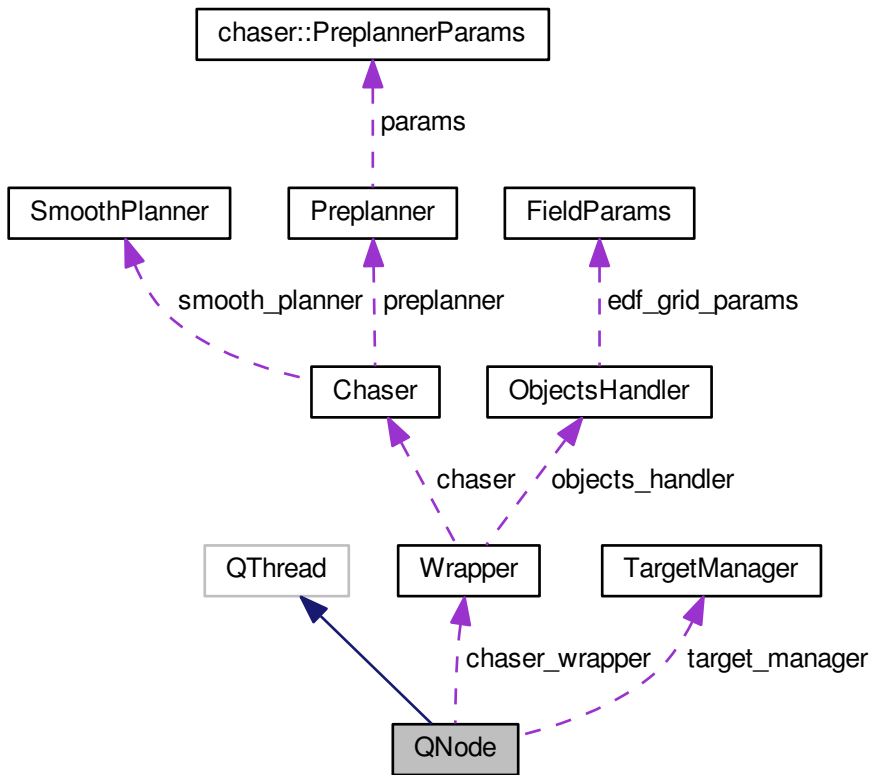 chaser::PreplannerParams
params
SmoothPlanner
Preplanner
FieldParams
smooth_planner
preplanner
edf_grid_params
Chaser
ObjectsHandler
chaser
objects_handler
QThread
Wrapper
TargetManager
chaser_wrapper
target_manager
QNode